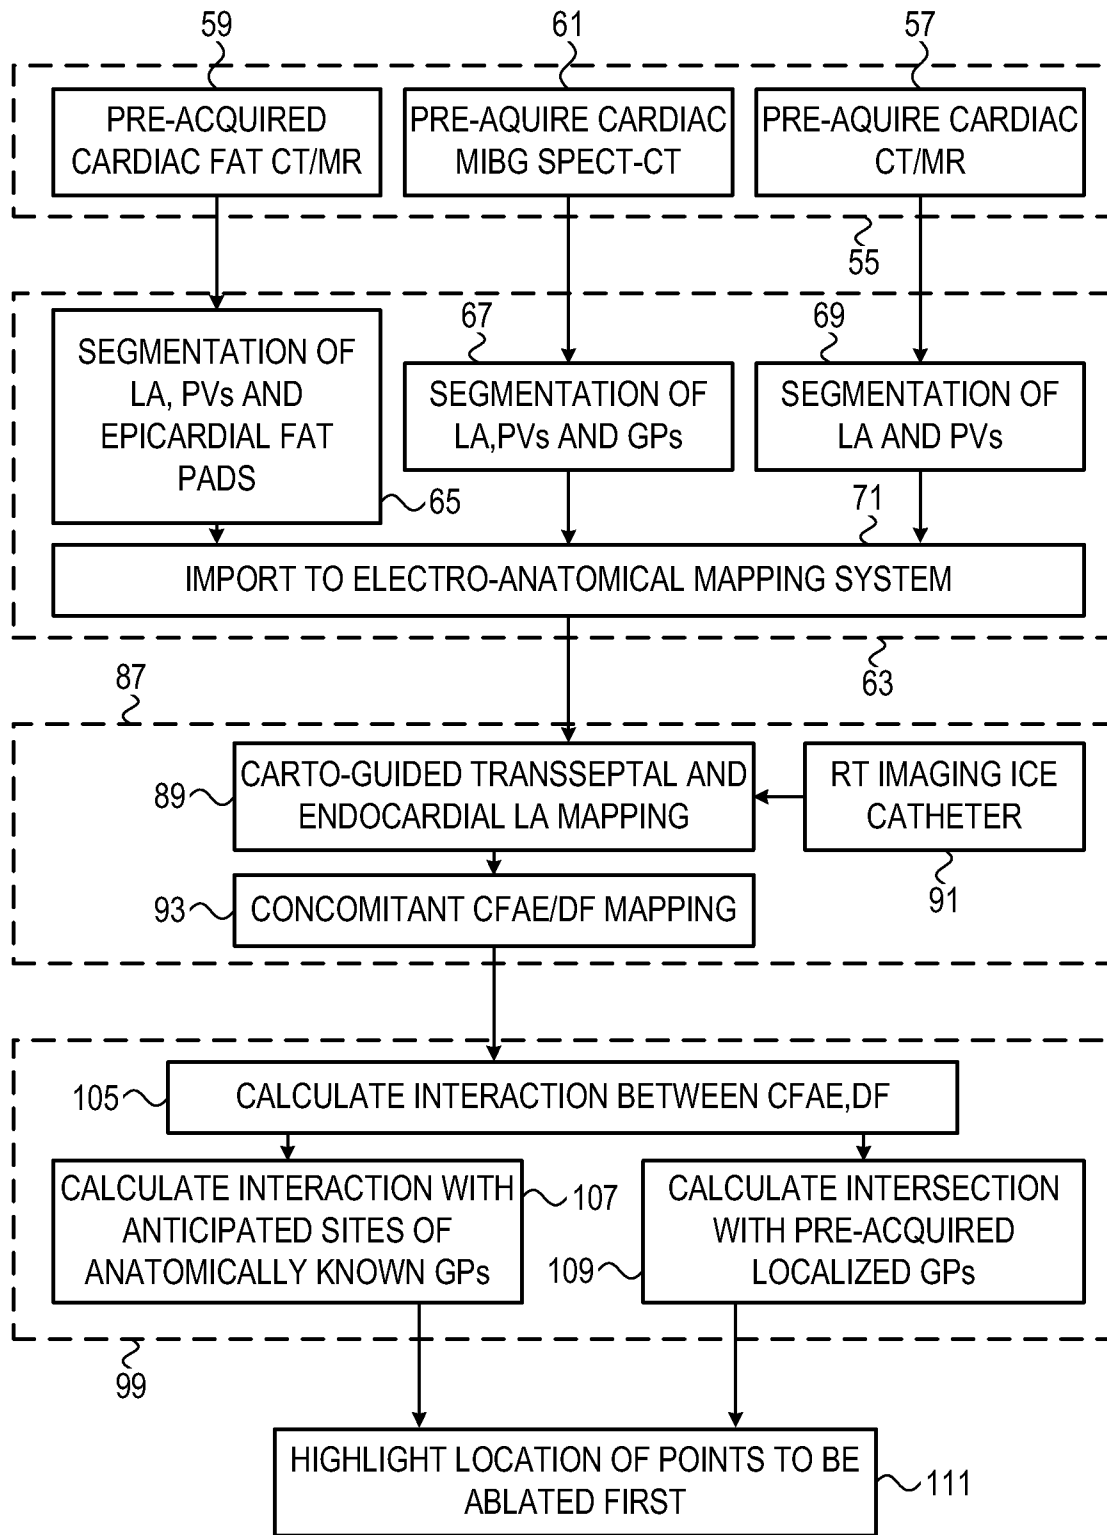 59
61
57
PRE-ACQUIRED
CARDIAC FAT CT/MR
PRE-AQUIRE CARDIAC
MIBG SPECT-CT
PRE-AQUIRE CARDIAC
CT/MR
55
SEGMENTATION OF
LA, PVs AND
EPICARDIAL FAT
PADS
65
67
SEGMENTATION OF
LA,PVs AND GPs
69
SEGMENTATION OF
LA AND PVs
71
IMPORT TO ELECTRO-ANATOMICAL MAPPING SYSTEM
63
87
89
CARTO-GUIDED TRANSSEPTAL AND
ENDOCARDIAL LA MAPPING
RT IMAGING ICE
CATHETER
91
93
CONCOMITANT CFAE/DF MAPPING
105
CALCULATE INTERACTION BETWEEN CFAE,DF
CALCULATE INTERACTION WITH
ANTICIPATED SITES OF
ANATOMICALLY KNOWN GPs
107
109
CALCULATE INTERSECTION
WITH PRE-ACQUIRED
LOCALIZED GPs
99
HIGHLIGHT LOCATION OF POINTS TO BE
ABLATED FIRST
111